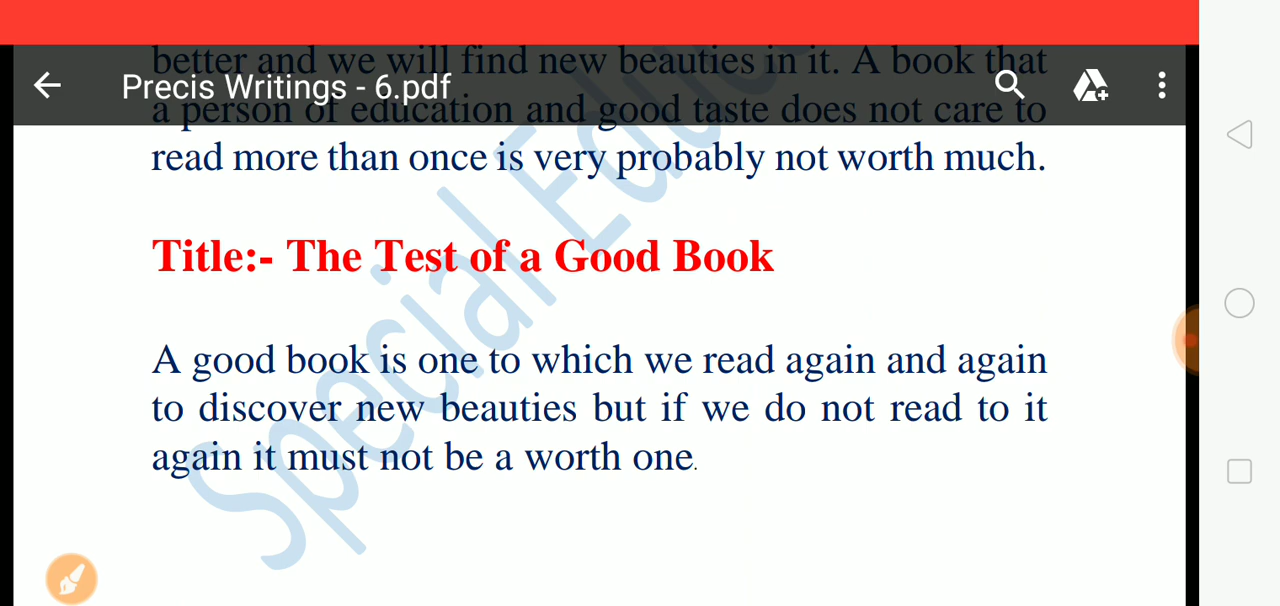 better and we will find new beauties in it. A book that
Precis Writings - 6.pdf
a person of education and good taste does not care to
read more than once is very probably not worth much.
Title:- The Test of a Good Book
A good book is one to which we read again and again
to discover new beauties but if we do not read to it
again it must not be a worth one.
Special Edu